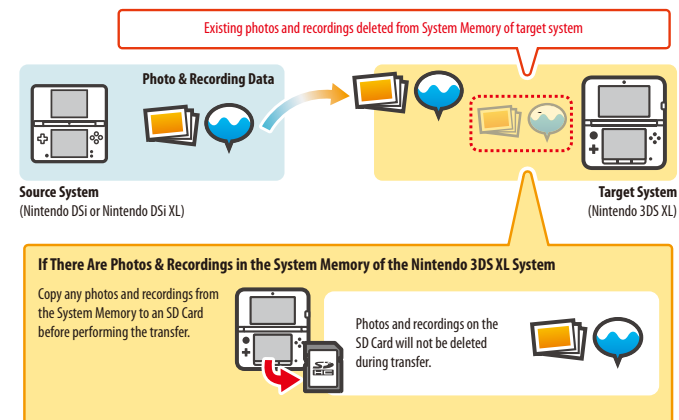 Existing photos and recordings deleted from System Memory of target system
Photo & Recording Data
Source System
(Nintendo DSi or Nintendo DSi XL)
Target System
(Nintendo 3DS XL)
If There Are Photos & Recordings in the System Memory of the Nintendo 3DS XL System
Copy any photos and recordings from
the System Memory to an SD Card
before performing the transfer.
SD
HC
Photos and recordings on the
SD Card will not be deleted
during transfer.